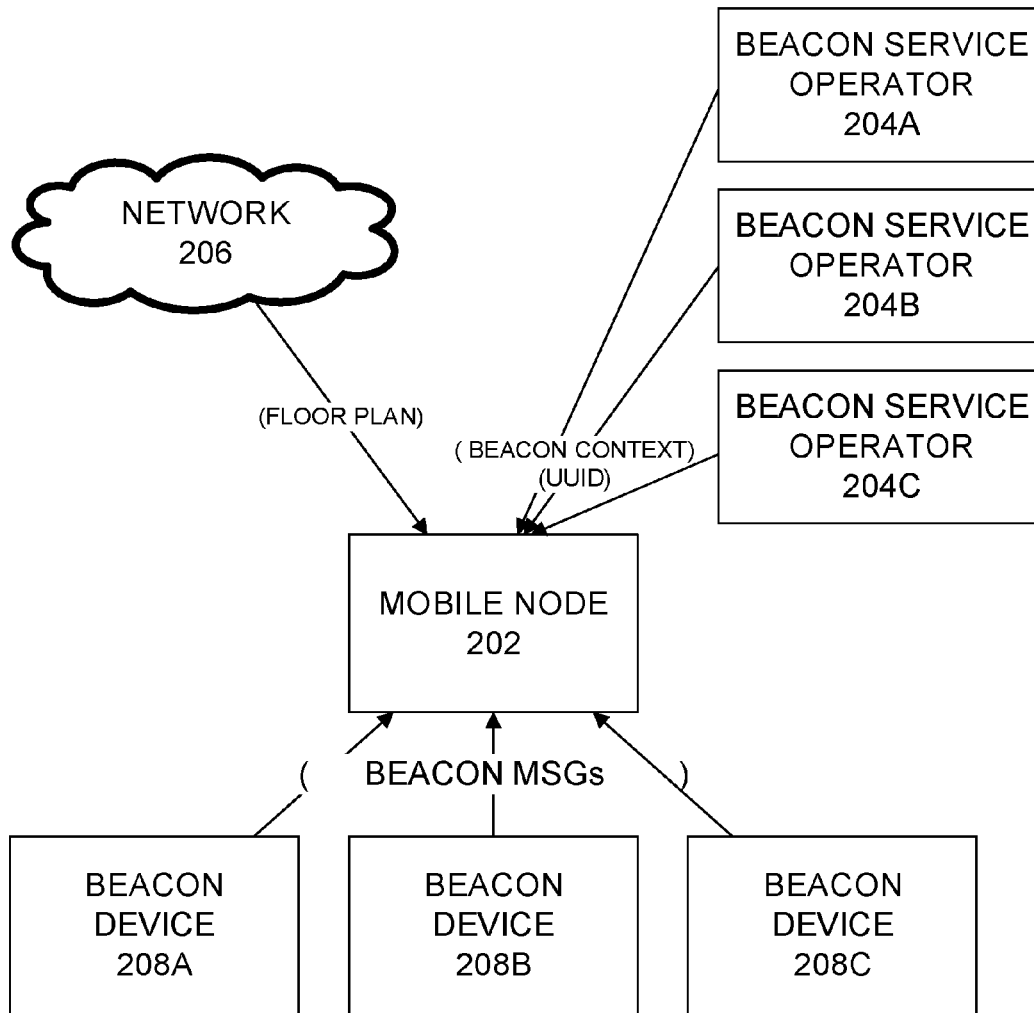 BEACON SERVICE
OPERATOR
204A
NETWORK
206
BEACON SERVICE
OPERATOR
204B
(FLOOR PLAN)
( BEACON CONTEXT)
(UUID)
BEACON SERVICE
OPERATOR
204C
MOBILE NODE
202
( BEACON MSGs )
BEACON
DEVICE
208A
BEACON
DEVICE
208B
BEACON
DEVICE
208C